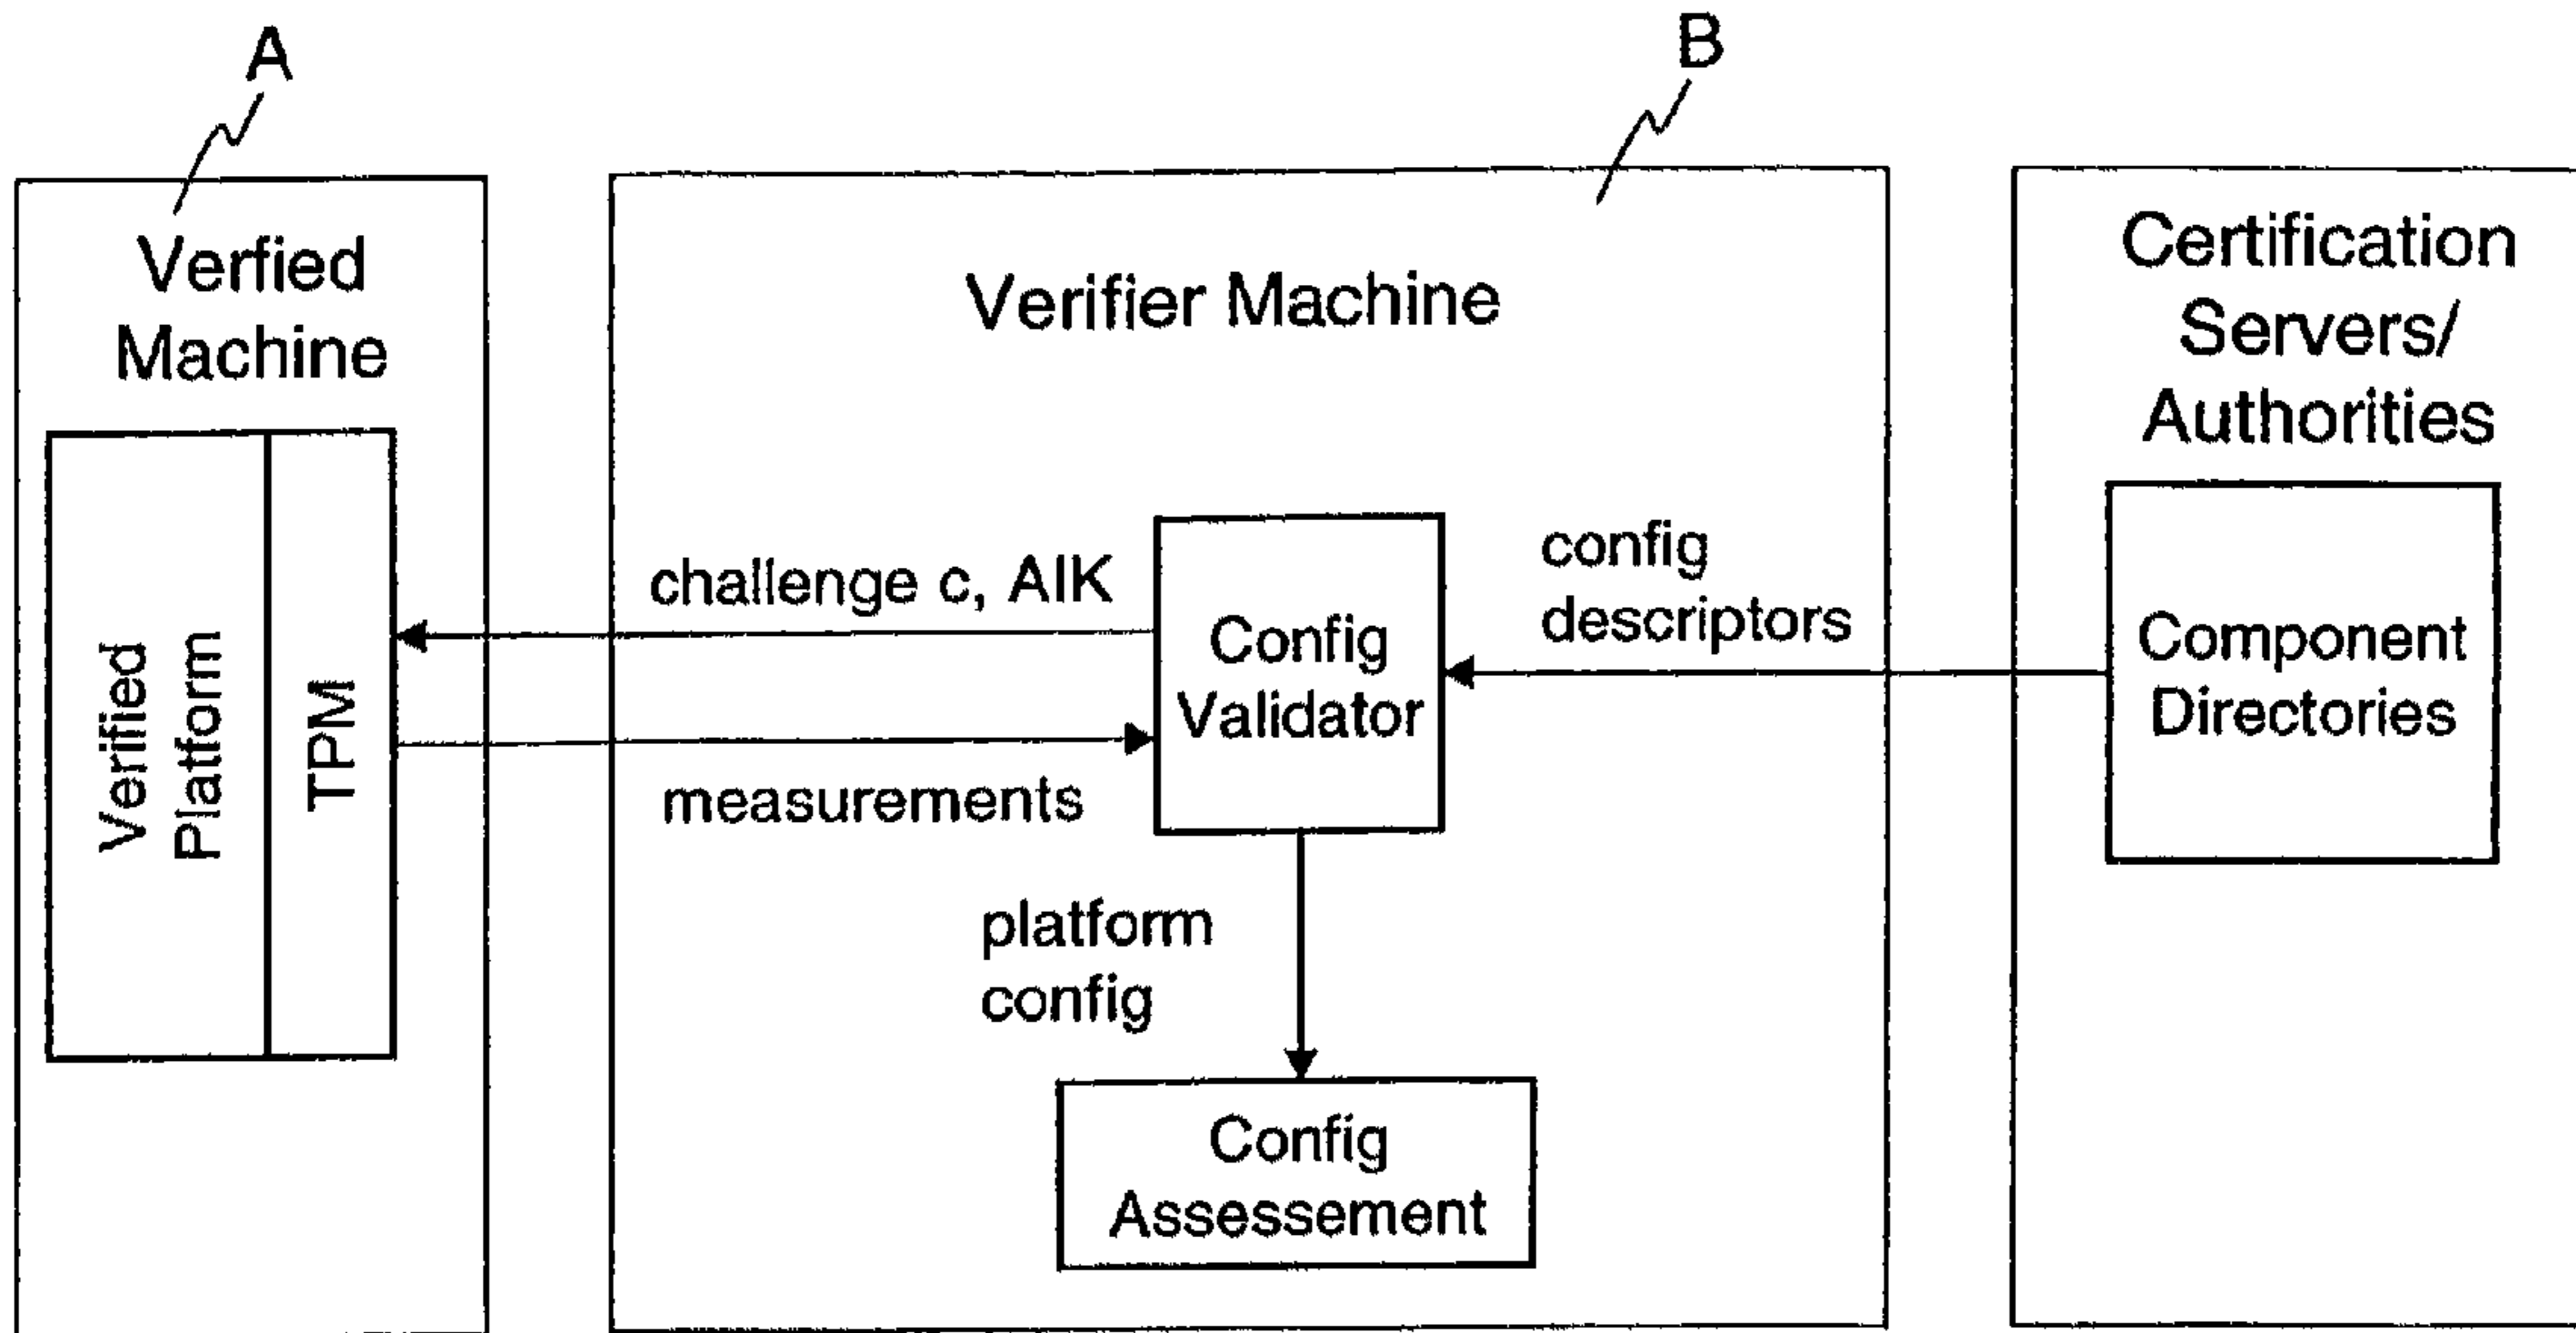 A
B
Verfied
Machine
Verified
Platform
TPM
Verifier Machine
challenge c, AIK
measurements
Config
Validator
config
descriptors
platform
config
Config
Assessement
Certification
Servers/
Authorities
Component
Directories